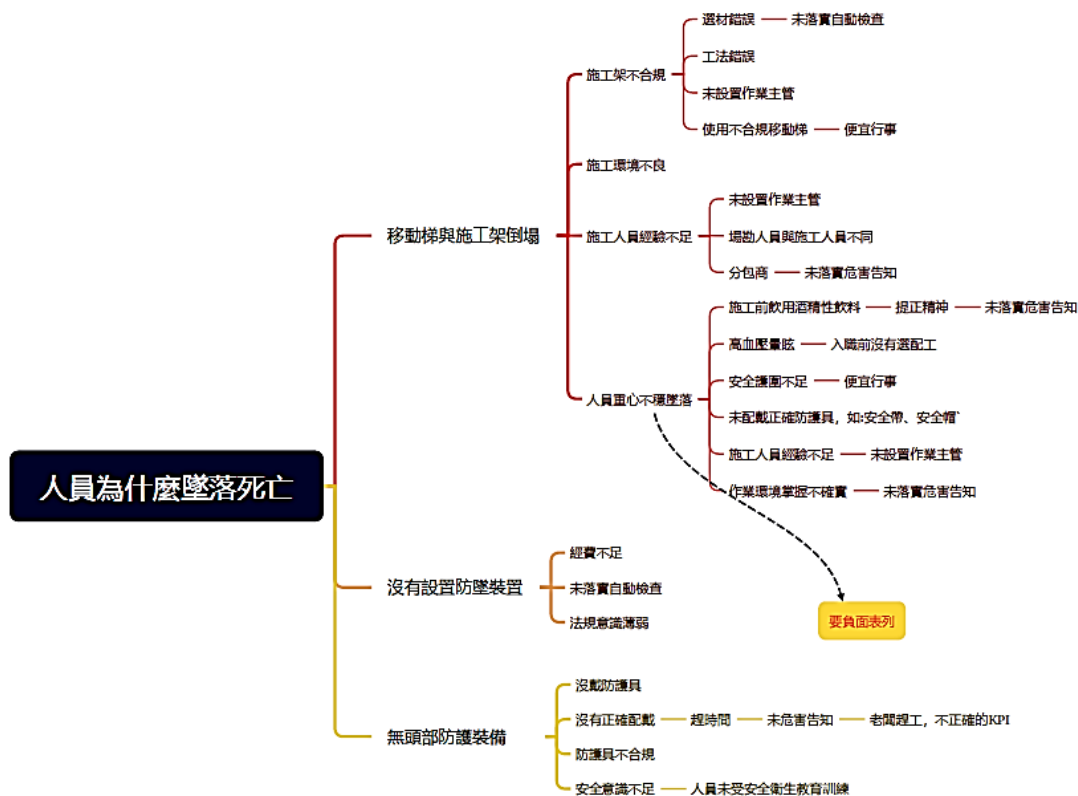 人員為什麼墜落死亡
移動梯與施工架倒塌
施工架不合規
選材錯誤
未落實自動檢查
工法錯誤
未設置作業主管
使用不合規移動梯
便宜行事
施工環境不良
施工人員經驗不足
未設置作業主管
場勘人員與施工人員不同
分包商
未落實危害告知
人員重心不穩墜落
施工前飲用酒精性飲料
提正精神
未落實危害告知
高血壓暈眩
入職前沒有選配工
安全護圍不足
便宜行事
未配戴正確防護具，如:安全帶、安全帽`
施工人員經驗不足
未設置作業主管
作業環境掌握不確實
未落實危害告知
要負面表列
沒有設置防墜裝置
經費不足
未落實自動檢查
法規意識薄弱
無頭部防護裝備
沒戴防護具
沒有正確配戴
趕時間
未危害告知
老闆趕工，不正確的KPI
防護具不合規
安全意識不足
人員未受安全衛生教育訓練